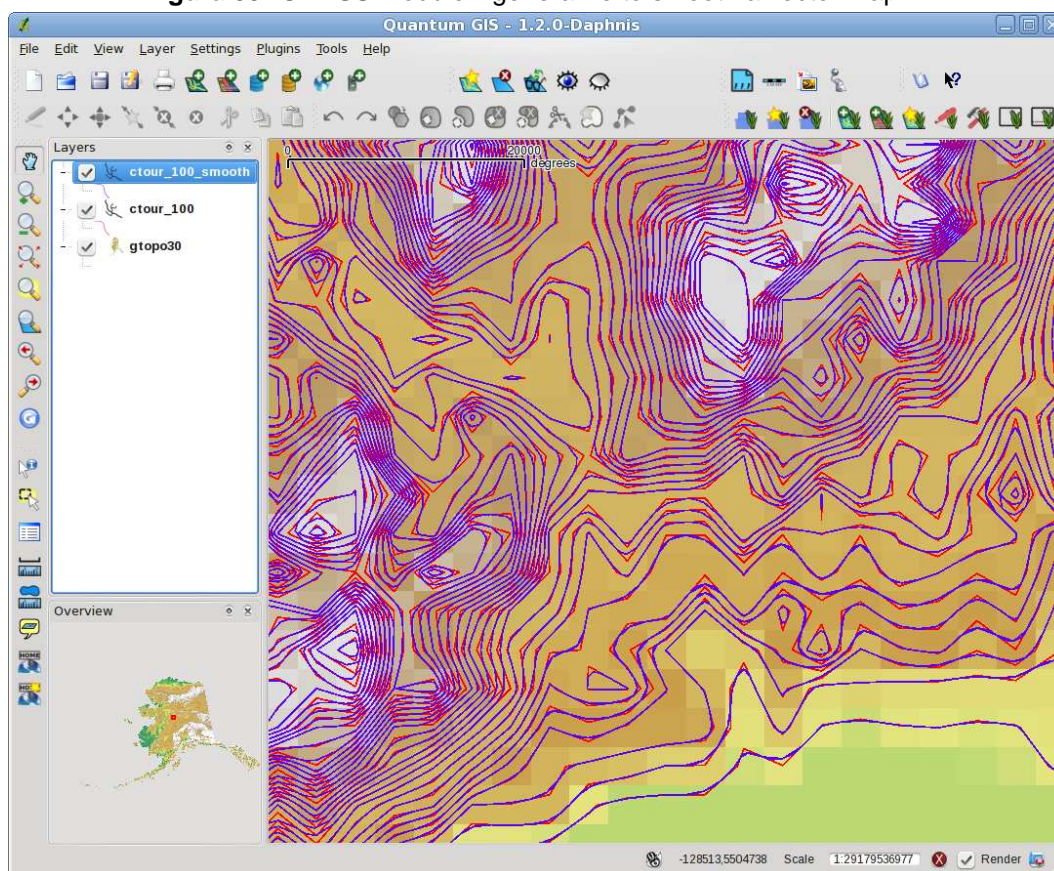 Quantum GIS - 1.2.0-Daphnis
File Edit View Layer Settings Plugins Tools Help
Layers
ctour_100_smooth
ctour_100
gtopo30
0 20000
degrees
Overview
-128513,5504738 Scale 1:29179536977 Render